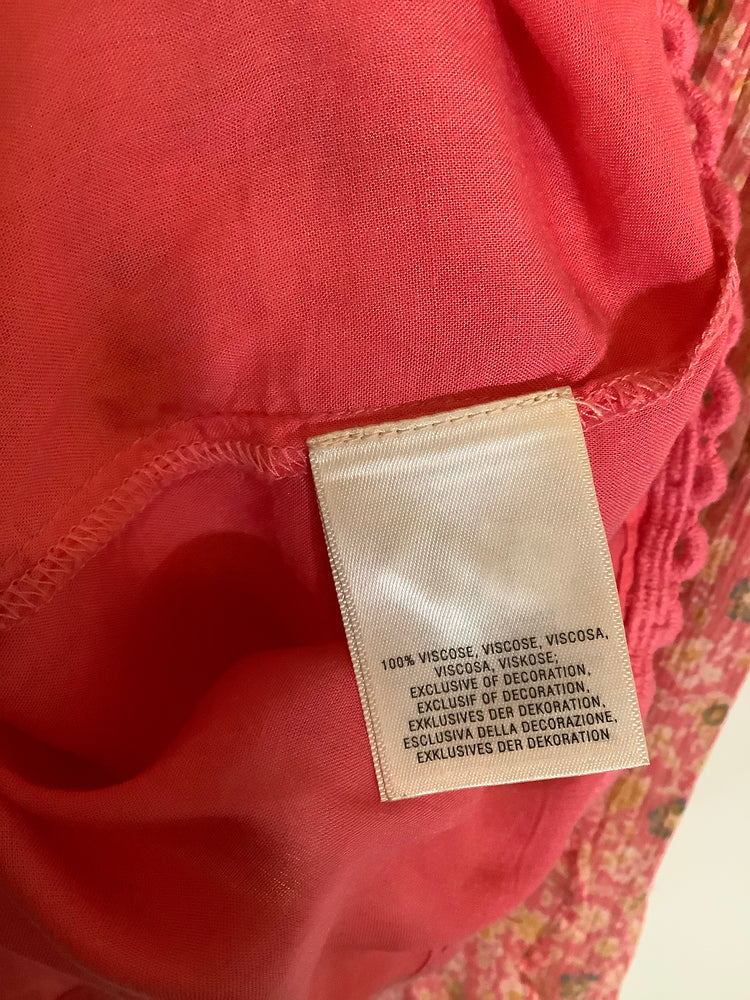 100% VISCOSE, VISCOSE, VISCOSA,
VISCOSA, VISKOSE;
EXCLUSIVE OF DECORATION,
EXCLUSIF OF DECORATION,
EXKLUSIVES DER DEKORATION,
ESCLUSIVA DELLA DECORAZIONE,
EXKLUSIVES DER DEKORATION